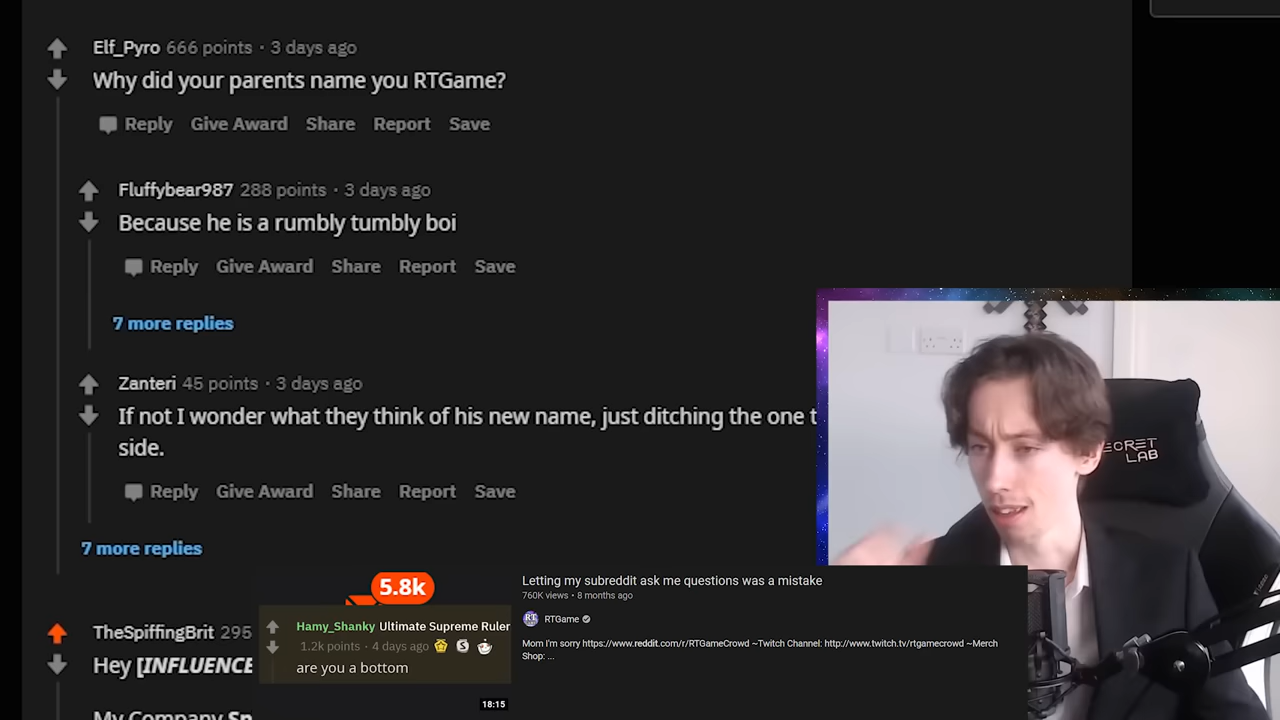 Elf_Pyro 666 points · 3 days ago
Why did your parents name you RTGame?
Reply Give Award Share Report Save
Fluffybear987 288 points · 3 days ago
Because he is a rumbly tumbly boi
Reply Give Award Share Report Save
7 more replies
Zanteri 45 points · 3 days ago
If not I wonder what they think of his new name, just ditching the one t
side.
Reply Give Award Share Report Save
7 more replies
ECRET
LAB
5.8k
Hamy_Shanky Ultimate Supreme Ruler
1.2k points · 4 days ago
are you a bottom
18:15
Letting my subreddit ask me questions was a mistake
760K views • 8 months ago
RT RTGame
Mom I'm sorry https://www.reddit.com/r/RTGameCrowd ~Twitch Channel: http://www.twitch.tv/rtgamecrowd ~Merch
Shop: ...
TheSpiffingBrit 295
Hey [INFLUENCE
My Company Sp